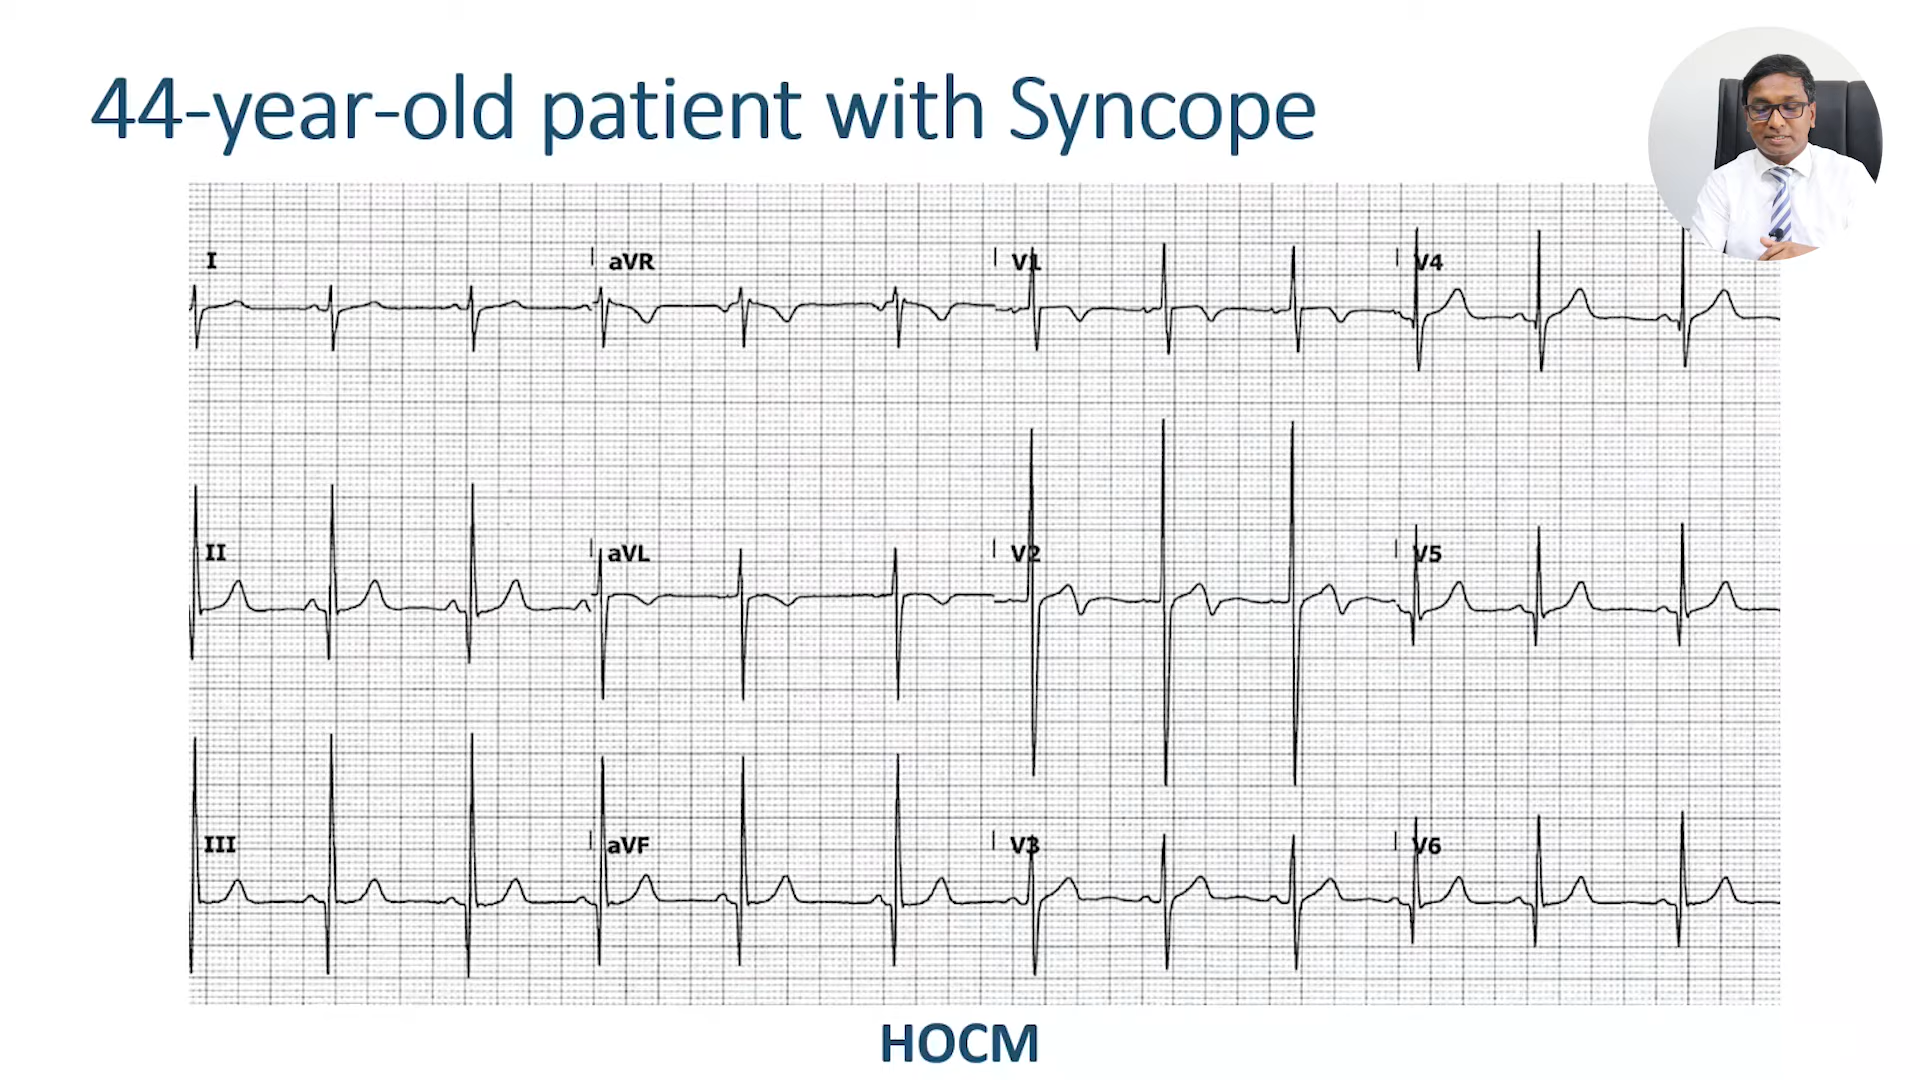 44-year-old patient with Syncope
I aVR V1 V4
II aVL V2 V5
III aVF V3 V6
HOCM